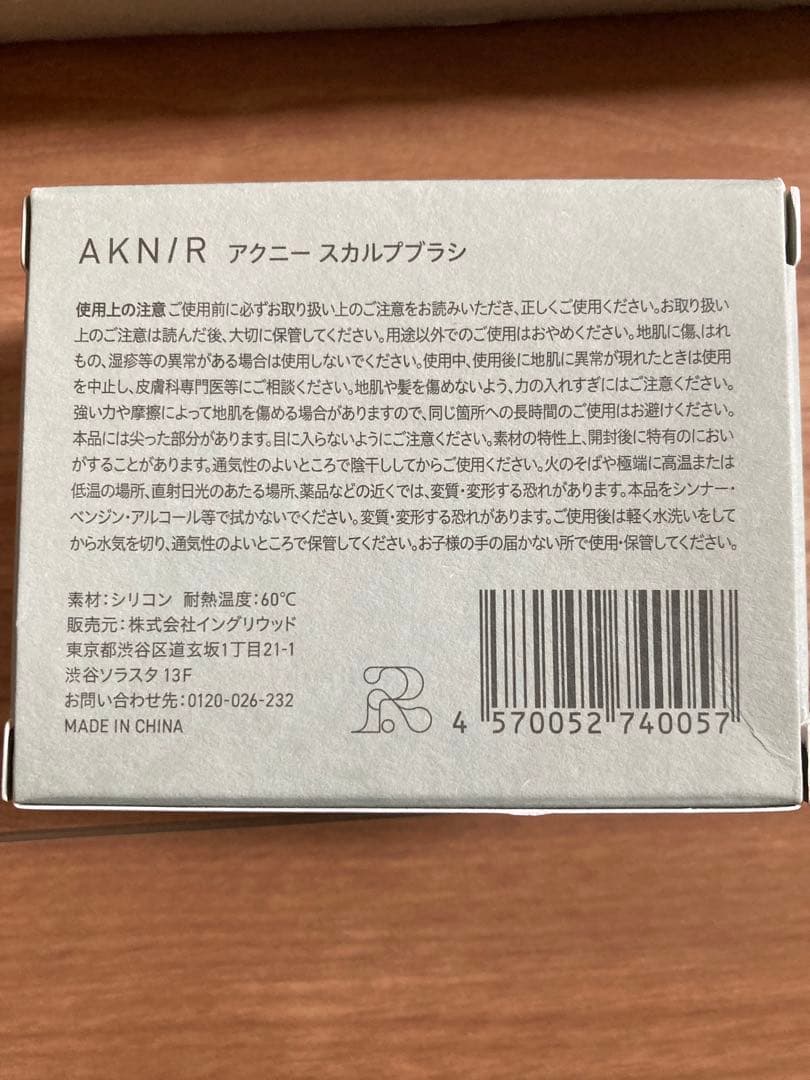 AKN/R アクニー スカルプブラシ
使用上の注意 ご使用前に必ずお取り扱い上のご注意をお読みいただき、正しくご使用ください。お取り扱い
上のご注意は読んだ後、大切に保管してください。用途以外でのご使用はおやめください。地肌に傷、はれ
もの、湿疹等の異常がある場合は使用しないでください。使用中、使用後に地肌に異常が現れたときは使用
を中止し、皮膚科専門医等にご相談ください。地肌や髪を傷めないよう、力の入れすぎにはご注意ください。
強い力や摩擦によって地肌を傷める場合がありますので、同じ箇所への長時間のご使用はお避けください。
本品には尖った部分があります。目に入らないようにご注意ください。素材の特性上、開封後に特有のにおい
がすることがあります。通気性のよいところで陰干ししてからご使用ください。火のそばや極端に高温または
低温の場所、直射日光のあたる場所、薬品などの近くでは、変質・変形する恐れがあります。本品をシンナー・
ベンジン・アルコール等で拭かないでください。変質・変形する恐れがあります。ご使用後は軽く水洗いをして
から水気を切り、通気性のよいところで保管してください。お子様の手の届かない所で使用・保管してください。
素材：シリコン 耐熱温度：60℃
販売元：株式会社イングリウッド
東京都渋谷区道玄坂1丁目21-1
渋谷ソラスタ 13F
お問い合わせ先：0120-026-232
MADE IN CHINA
R
4 570052 740057